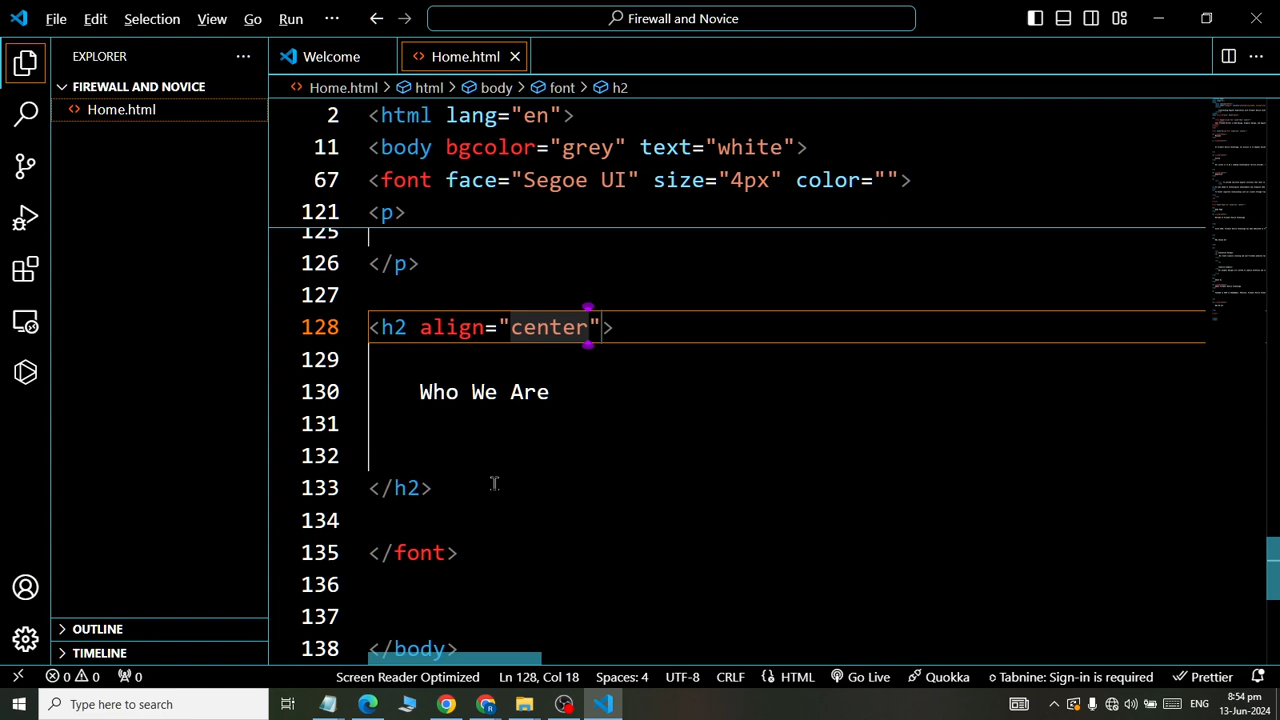 File Edit Selection View Go Run ··· Firewall and Novice
EXPLORER ···
FIREWALL AND NOVICE
Home.html
OUTLINE
TIMELINE
Welcome Home.html
Home.html > html > body > font > h2
2 <html lang="en">
11 <body bgcolor="grey" text="white">
67 <font face="Segoe UI" size="4px" color="">
121 <p>
125
126 </p>
127
128 <h2 align="center">
129
130 Who We Are
131
132
133 </h2>
134
135 </font>
136
137
138 </body>
0 0 0 Screen Reader Optimized Ln 128, Col 18 Spaces: 4 UTF-8 CRLF HTML Go Live Quokka Tabnine: Sign-in is required Prettier
Type here to search 8:54 pm
13-Jun-2024